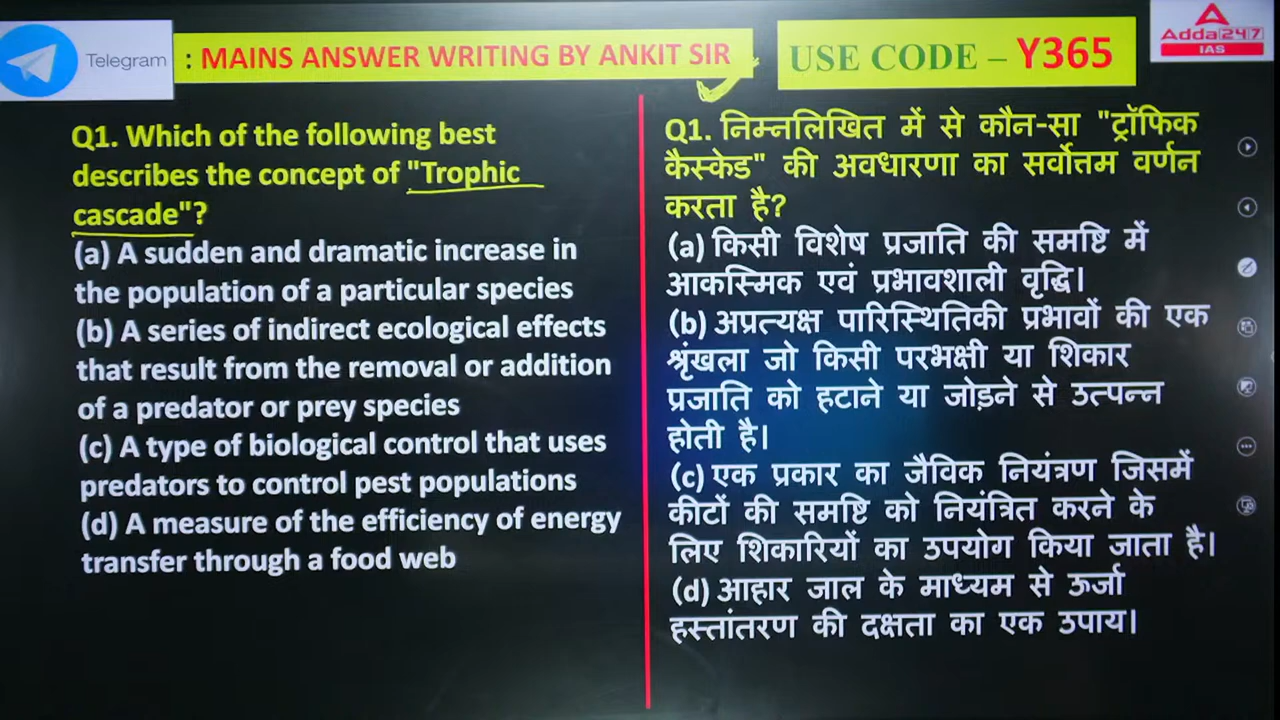 Telegram
: MAINS ANSWER WRITING BY ANKIT SIR
USE CODE – Y365
Adda247
IAS
Q1. Which of the following best
describes the concept of "Trophic
cascade"?
(a) A sudden and dramatic increase in
the population of a particular species
(b) A series of indirect ecological effects
that result from the removal or addition
of a predator or prey species
(c) A type of biological control that uses
predators to control pest populations
(d) A measure of the efficiency of energy
transfer through a food web
Q1. निम्नलिखित में से कौन-सा "ट्रॉफिक
कैस्केड" की अवधारणा का सर्वोत्तम वर्णन
करता है?
(a) किसी विशेष प्रजाति की समष्टि में
आकस्मिक एवं प्रभावशाली वृद्धि।
(b) अप्रत्यक्ष पारिस्थितिकी प्रभावों की एक
श्रृंखला जो किसी परभक्षी या शिकार
प्रजाति को हटाने या जोड़ने से उत्पन्न
होती है।
(c) एक प्रकार का जैविक नियंत्रण जिसमें
कीटों की समष्टि को नियंत्रित करने के
लिए शिकारियों का उपयोग किया जाता है।
(d) आहार जाल के माध्यम से ऊर्जा
हस्तांतरण की दक्षता का एक उपाय।